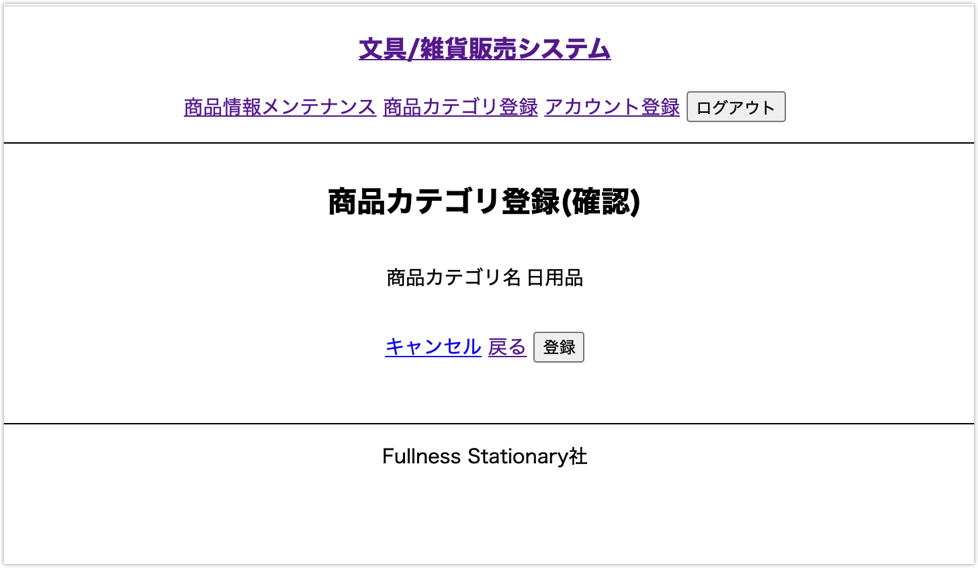 文具/雑貨販売システム
商品情報メンテナンス 商品カテゴリ登録 アカウント登録 ログアウト
商品カテゴリ登録(確認)
商品カテゴリ名 日用品
キャンセル 戻る 登録
Fullness Stationary社